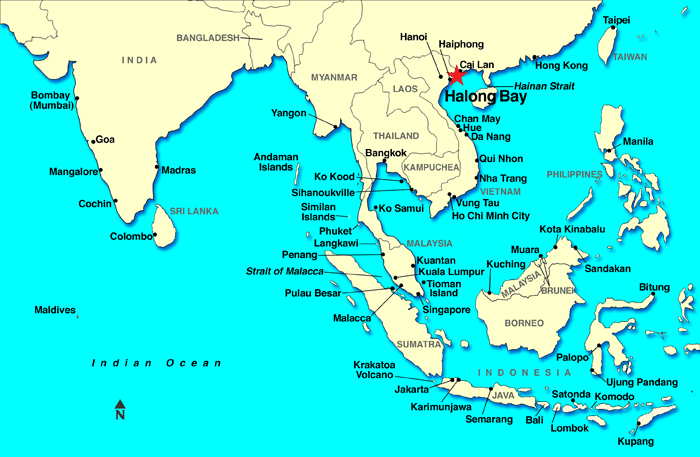 Taipei
TAIWAN
Hanoi
Haiphong
Cai Lan
Hong Kong
BANGLADESH
INDIA
MYANMAR
LAOS
Hainan Strait
Halong Bay
Bombay
(Mumbai)
Yangon
Chan May
Hue
Da Nang
THAILAND
Goa
Manila
Bangkok
Mangalore
Madras
Andaman
Islands
KAMPUCHEA
Qui Nhon
Ko Kood
Nha Trang
PHILIPPINES
Sihanoukville
VIETNAM
Cochin
SRI LANKA
Similan
Islands
Ko Samui
Vung Tau
Ho Chi Minh City
Colombo
Phuket
Langkawi
MALAYSIA
Kota Kinabalu
Muara
Penang
Kuantan
Kuching
Sandakan
Strait of Malacca
Kuala Lumpur
MALAYSIA
BRUNEI
Bitung
Pulau Besar
Tioman
Island
Maldives
Malacca
Singapore
BORNEO
SUMATRA
Palopo
Indian Ocean
Krakatoa
Volcano
INDONESIA
Ujung Pandang
Jakarta
JAVA
Satonda
Komodo
Karimunjawa
N
Semarang
Bali
Lombok
Kupang